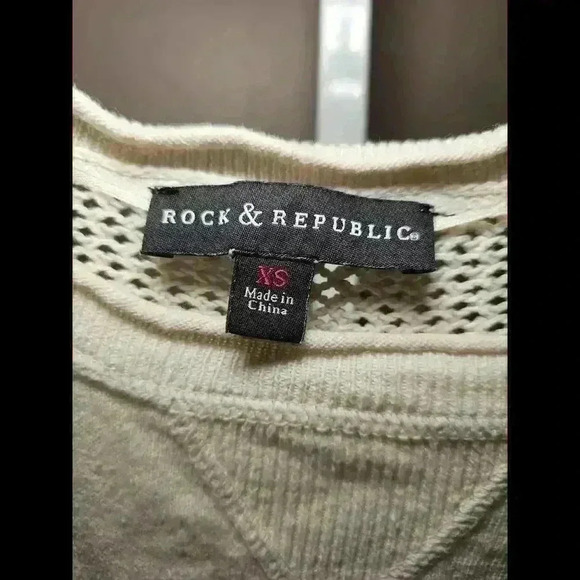 ROCK & REPUBLIC®
XS
Made in
China